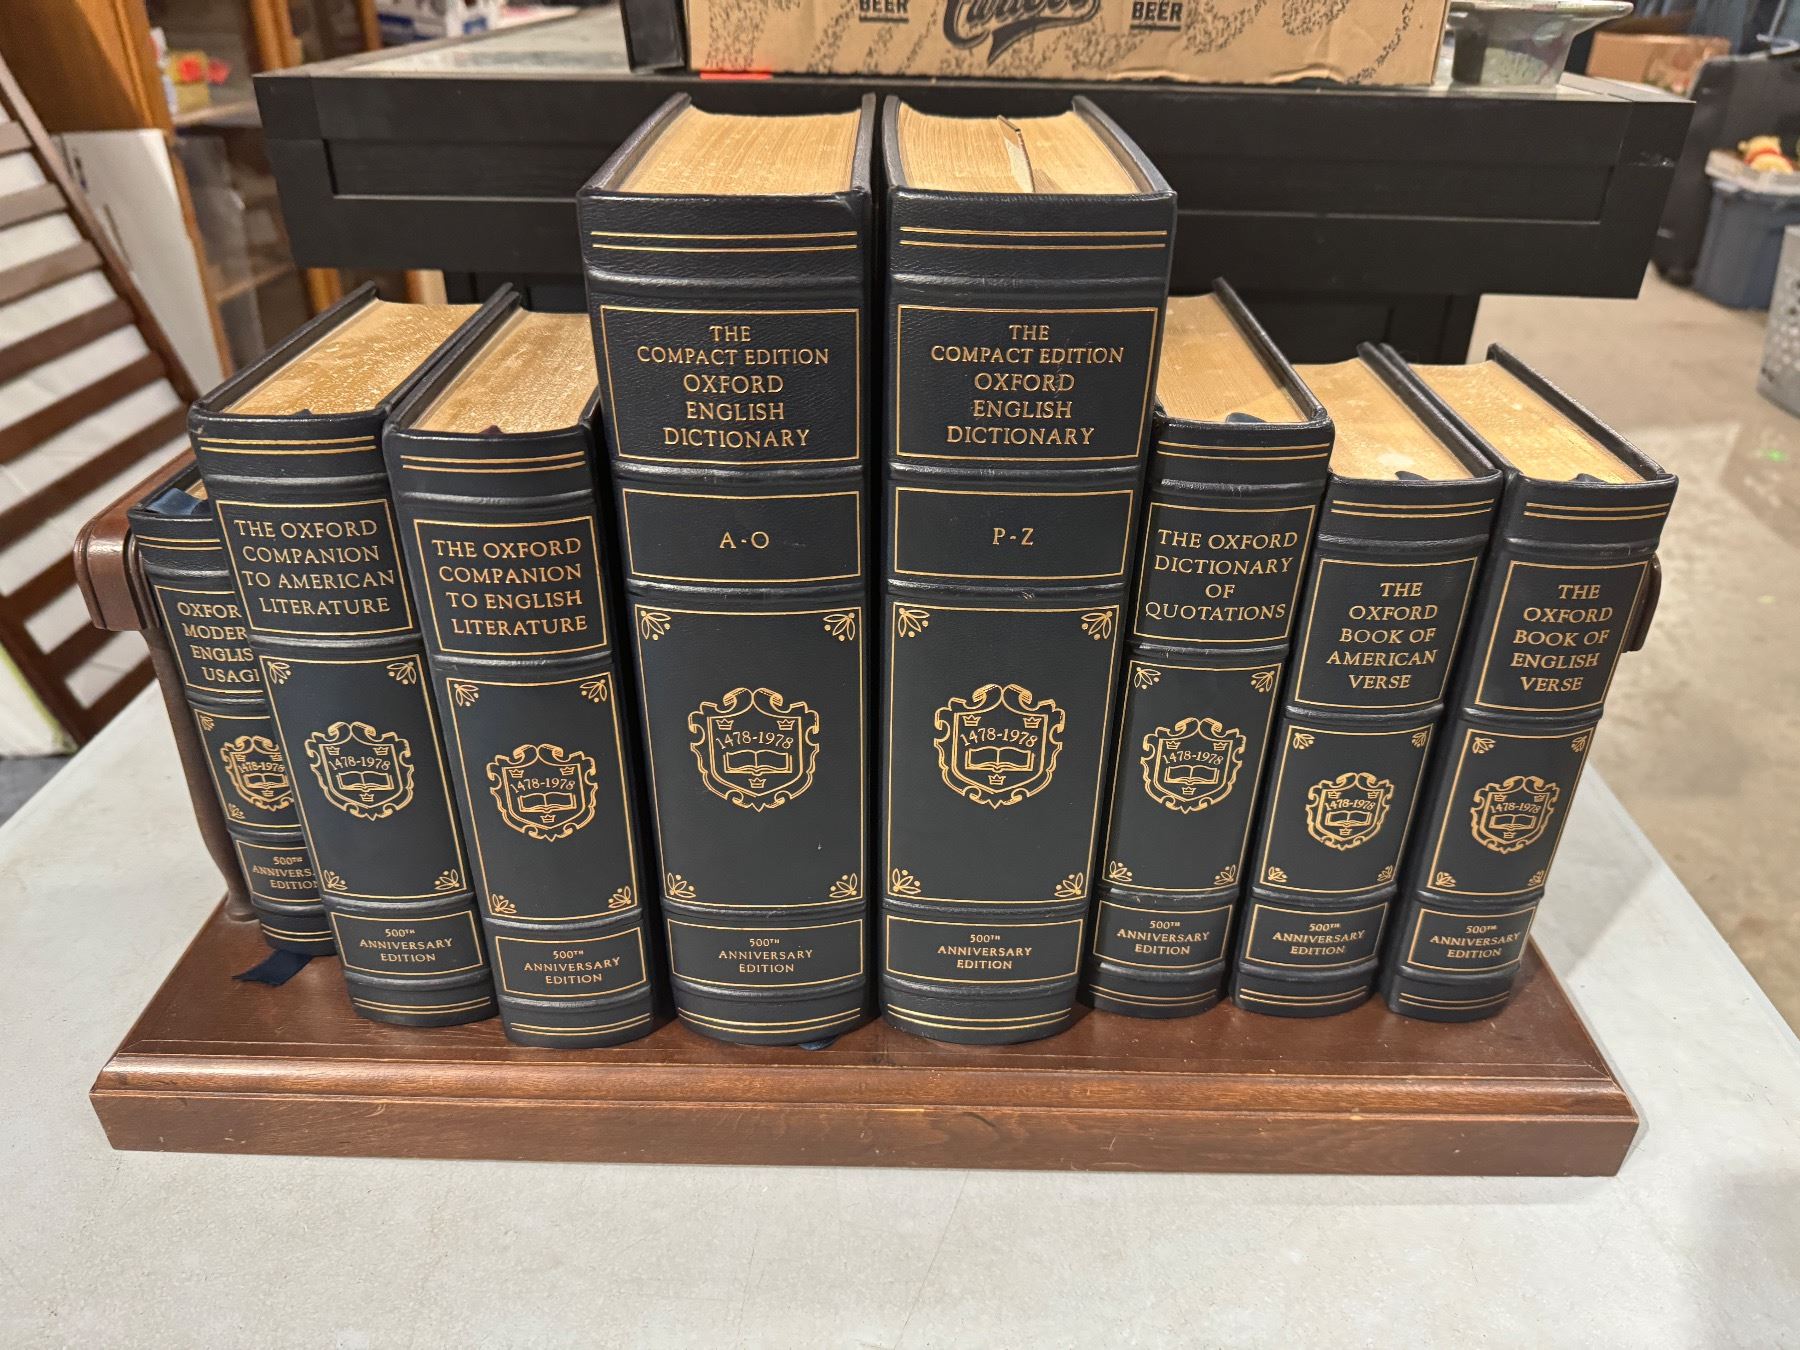 BEER
BEER
OXFOR
MODER
ENGLIS
USAG
1478-1978
500TH
ANNIVERS
EDITION
THE OXFORD
COMPANION
TO AMERICAN
LITERATURE
1478-1978
500TH
ANNIVERSARY
EDITION
THE OXFORD
COMPANION
TO ENGLISH
LITERATURE
1478-1978
500TH
ANNIVERSARY
EDITION
THE
COMPACT EDITION
OXFORD
ENGLISH
DICTIONARY
A-O
1478-1978
500TH
ANNIVERSARY
EDITION
THE
COMPACT EDITION
OXFORD
ENGLISH
DICTIONARY
P-Z
1478-1978
500TH
ANNIVERSARY
EDITION
THE OXFORD
DICTIONARY
OF
QUOTATIONS
1478-1978
500TH
ANNIVERSARY
EDITION
THE
OXFORD
BOOK OF
AMERICAN
VERSE
1478-1978
500TH
ANNIVERSARY
EDITION
THE
OXFORD
BOOK OF
ENGLISH
VERSE
1478-1978
500TH
ANNIVERSARY
EDITION